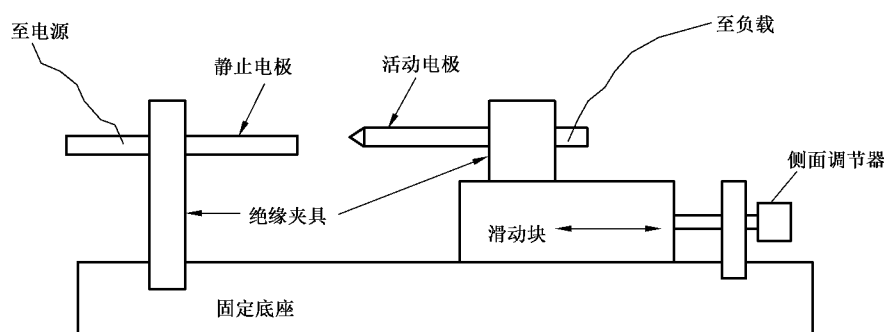 至电源
至负载
静止电极
活动电极
侧面调节器
绝缘夹具
滑动块
固定底座